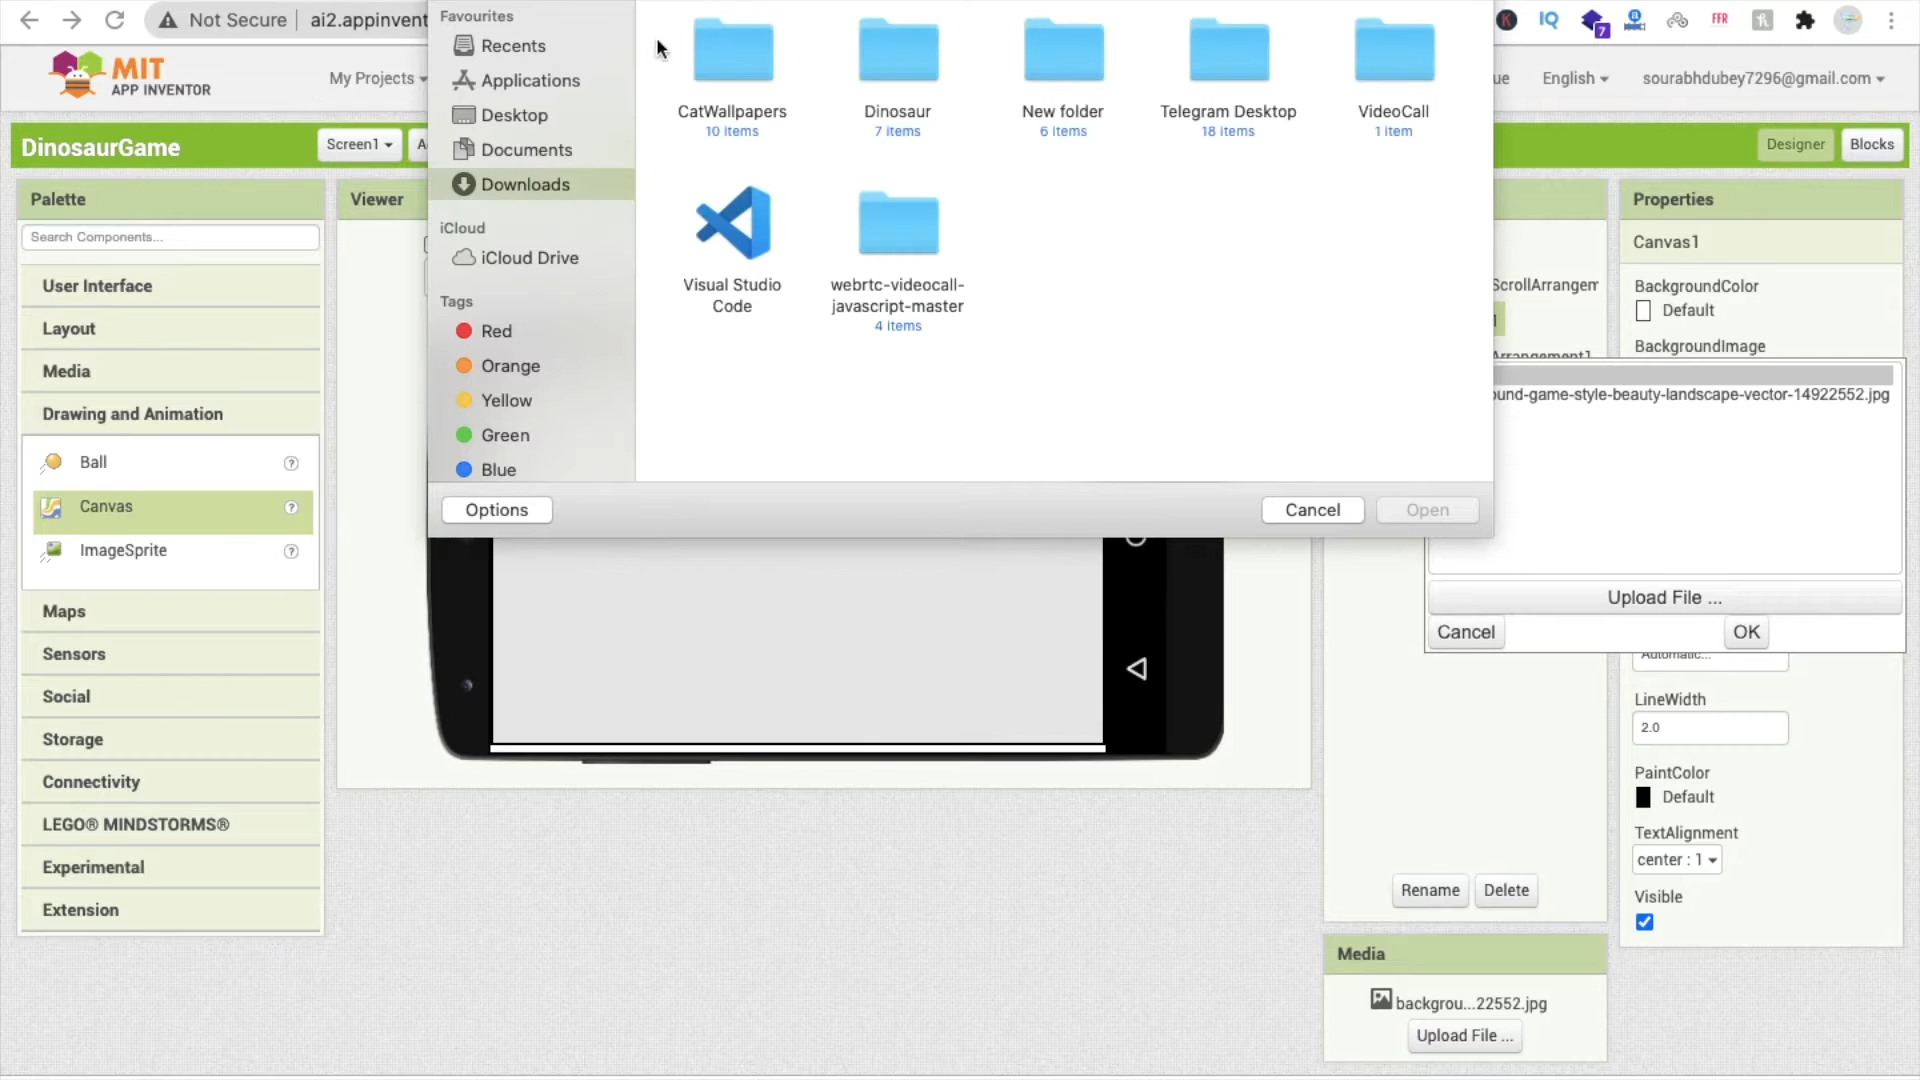 Not Secure
ai2.appinvent
7
a
FFR
IQ
K
MIT
APP INVENTOR
My Projects
ue
English
sourabhdubey7296@gmail.com
DinosaurGame
Screen1
Designer
Blocks
Palette
Search Components...
User Interface
Layout
Media
Drawing and Animation
Ball
?
Canvas
?
ImageSprite
?
Maps
Sensors
Social
Storage
Connectivity
LEGO® MINDSTORMS®
Experimental
Extension
Viewer
Favourites
Recents
Applications
Desktop
Documents
Downloads
iCloud
iCloud Drive
Tags
Red
Orange
Yellow
Green
Blue
CatWallpapers
10 items
Dinosaur
7 items
New folder
6 items
Telegram Desktop
18 items
VideoCall
1 item
Visual Studio
Code
webrtc-videocall-
javascript-master
4 items
Options
Cancel
Open
ScrollArrangem
Arrangement1
Rename
Delete
Media
backgrou...22552.jpg
Upload File ...
Properties
Canvas1
BackgroundColor
Default
BackgroundImage
und-game-style-beauty-landscape-vector-14922552.jpg
Upload File ...
Cancel
OK
Automatic...
LineWidth
2.0
PaintColor
Default
TextAlignment
center : 1
Visible